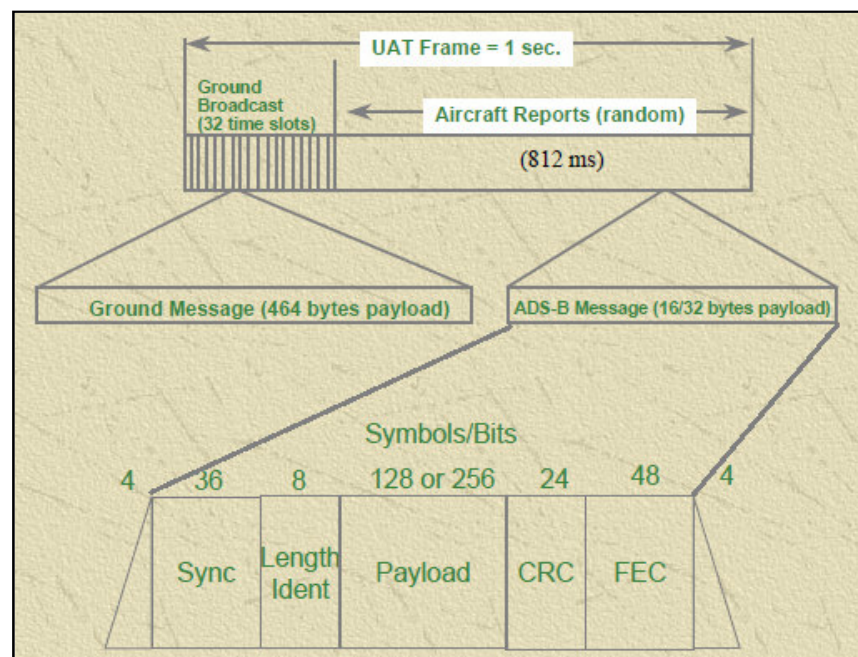 UAT Frame = 1 sec.
Ground
Broadcast
(32 time slots)
Aircraft Reports (random)
(812 ms)
Ground Message (464 bytes payload)
ADS-B Message (16/32 bytes payload)
Symbols/Bits
4 36 8 128 or 256 24 48 4
Sync Length Ident Payload CRC FEC